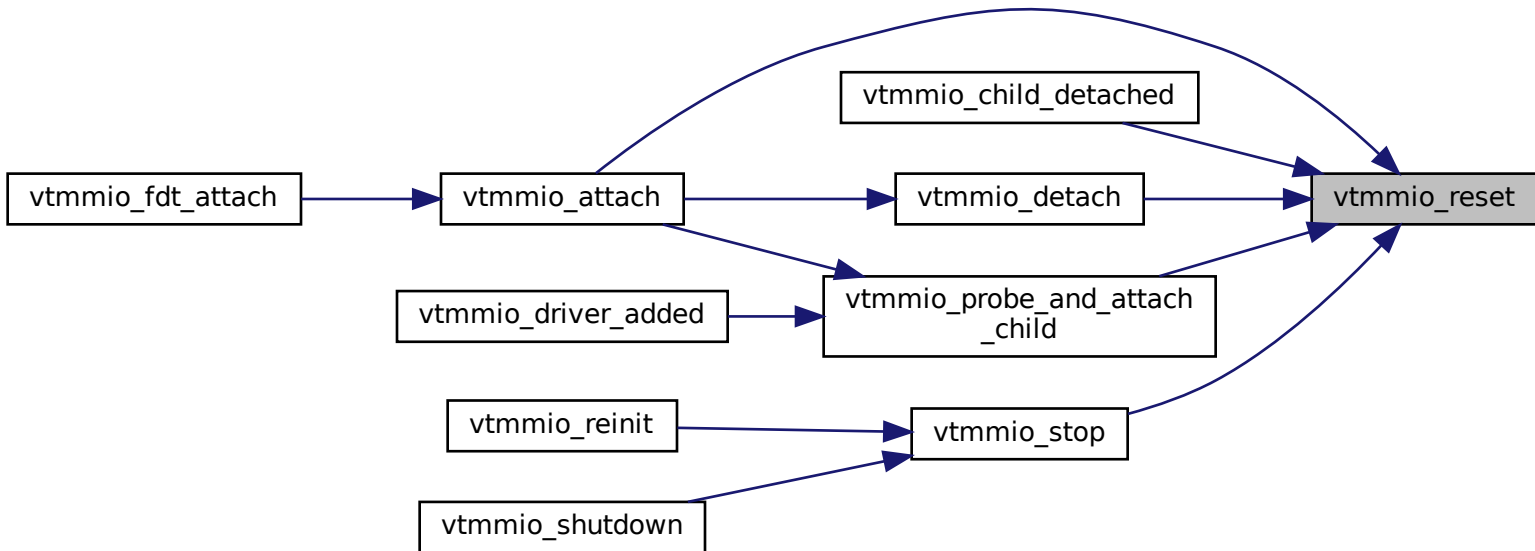 vtmmio_child_detached
vtmmio_fdt_attach
vtmmio_attach
vtmmio_detach
vtmmio_reset
vtmmio_driver_added
vtmmio_probe_and_attach
_child
vtmmio_reinit
vtmmio_stop
vtmmio_shutdown